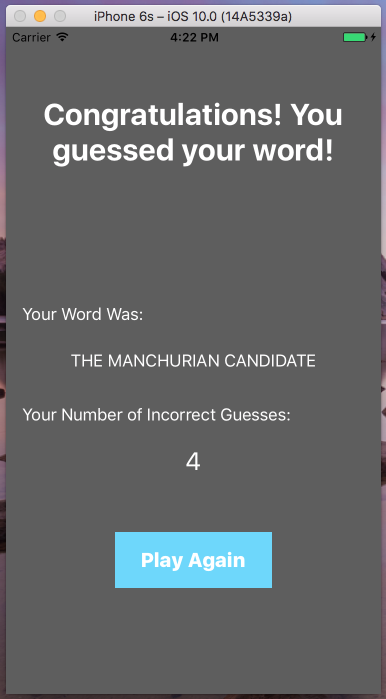 iPhone 6s – iOS 10.0 (14A5339a)
Carrier 4:22 PM
Congratulations! You
guessed your word!
Your Word Was:
THE MANCHURIAN CANDIDATE
Your Number of Incorrect Guesses:
4
Play Again